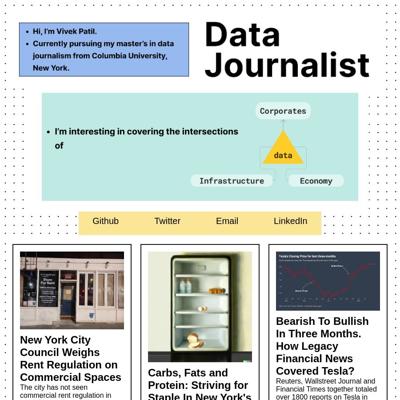 Hi, I'm Vivek Patil.
Currently pursuing my master's in data
journalism from Columbia University,
New York.
Data
Journalist
I'm interesting in covering the intersections
of
Corporates
data
Infrastructure
Economy
Github
Twitter
Email
LinkedIn
New York City
Council Weighs
Rent Regulation on
Commercial Spaces
The city has not seen
commercial rent regulation in
Carbs, Fats and
Protein: Striving for
Staple In New York's
Bearish To Bullish
In Three Months.
How Legacy
Financial News
Covered Tesla?
Reuters, Wallstreet Journal and
Financial Times together totaled
over 1800 reports on Tesla in